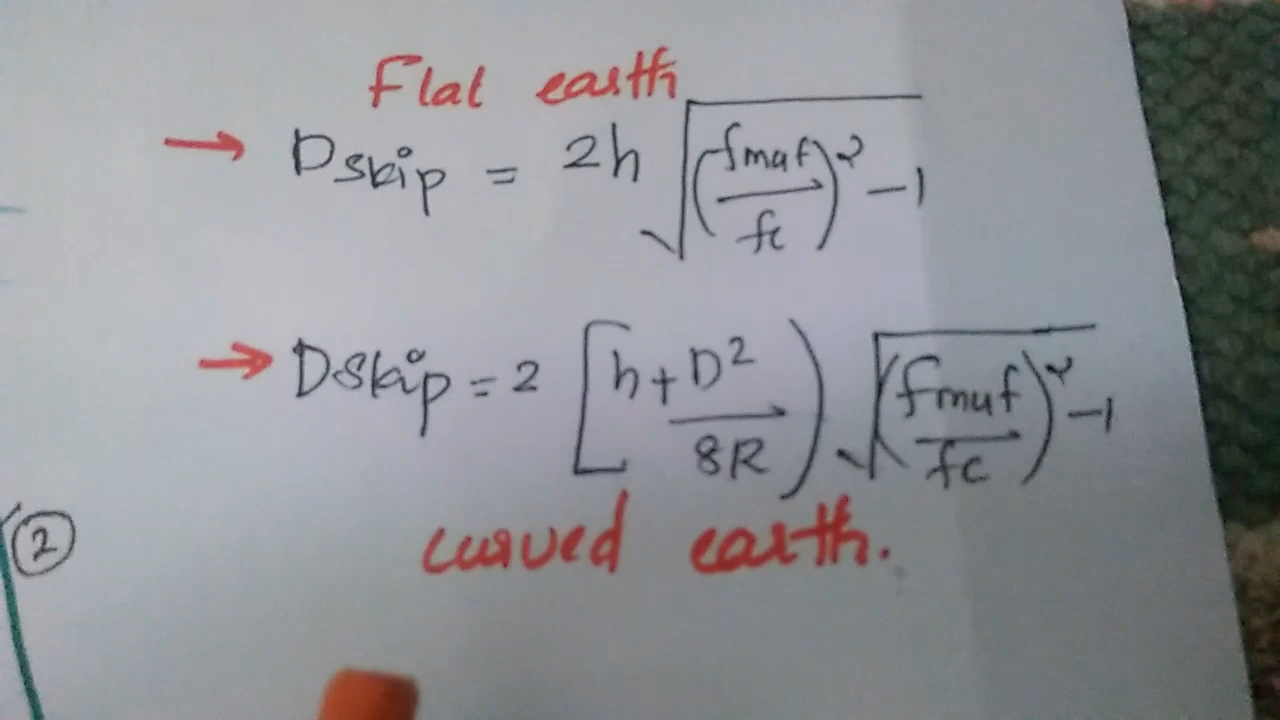 Flat earth
→ Dskip = 2h √((fmuf/fc)² - 1)
→ Dskip = 2 [h + D²/8R) √((fmuf/fc)² - 1)
curved earth.
②